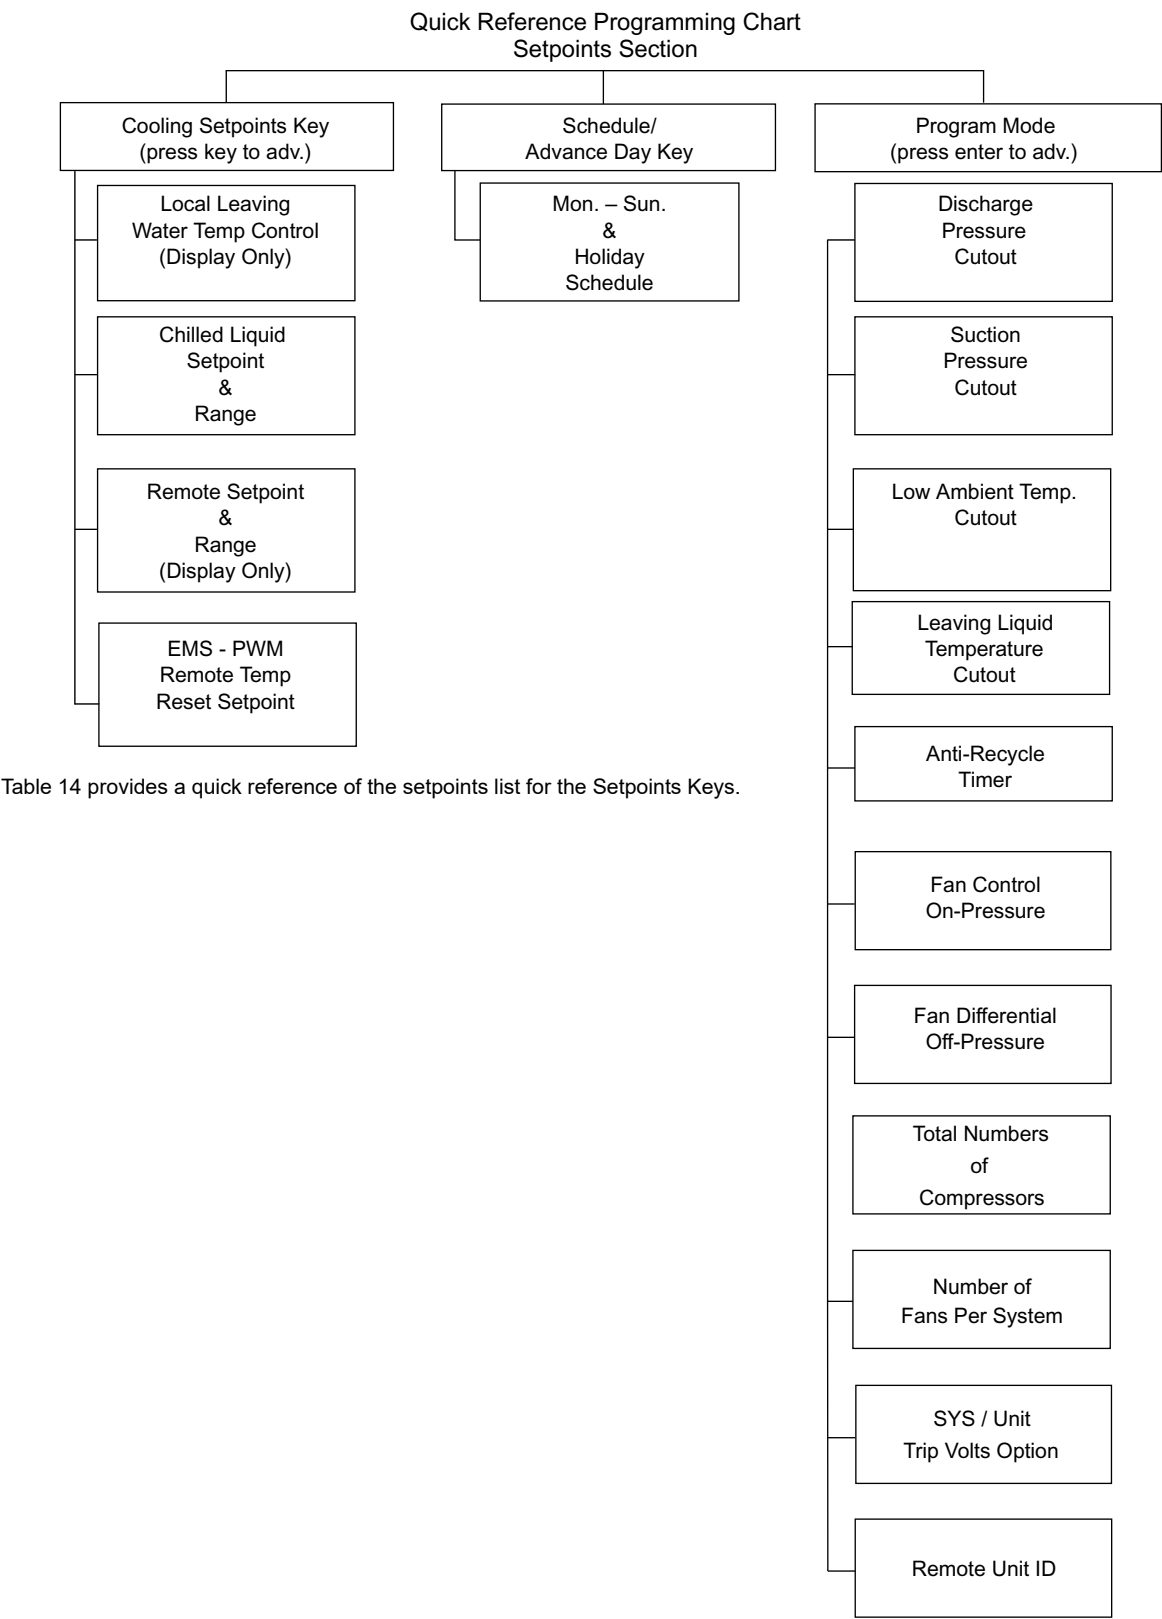 Quick Reference Programming Chart
Setpoints Section
Cooling Setpoints Key
(press key to adv.)
Local Leaving
Water Temp Control
(Display Only)
Chilled Liquid
Setpoint
&
Range
Remote Setpoint
&
Range
(Display Only)
EMS - PWM
Remote Temp
Reset Setpoint
Schedule/
Advance Day Key
Mon. – Sun.
&
Holiday
Schedule
Program Mode
(press enter to adv.)
Discharge
Pressure
Cutout
Suction
Pressure
Cutout
Low Ambient Temp.
Cutout
Leaving Liquid
Temperature
Cutout
Anti-Recycle
Timer
Fan Control
On-Pressure
Fan Differential
Off-Pressure
Total Numbers
of
Compressors
Number of
Fans Per System
SYS / Unit
Trip Volts Option
Remote Unit ID
Table 14 provides a quick reference of the setpoints list for the Setpoints Keys.